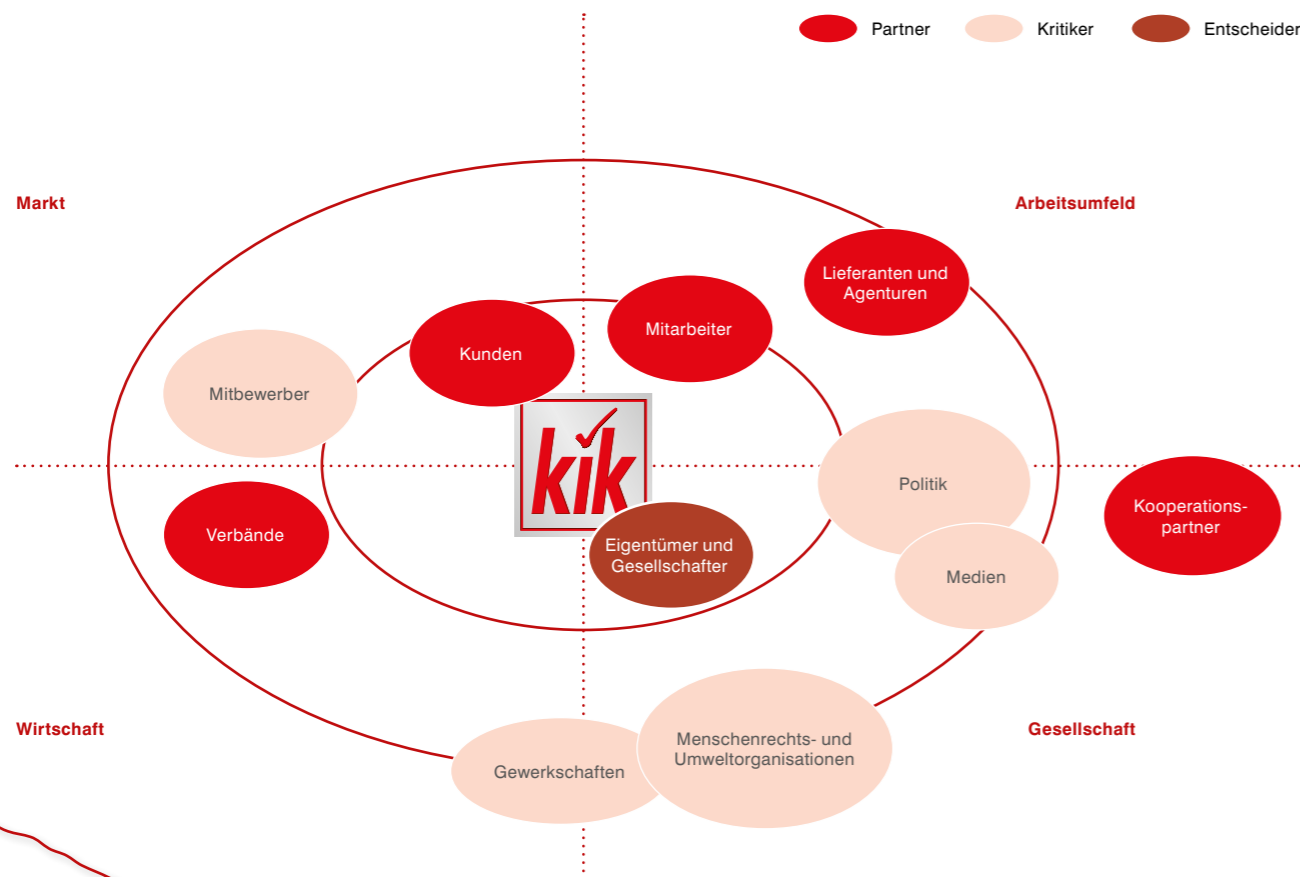 Partner
Kritiker
Entscheider
Markt
Arbeitsumfeld
Lieferanten und
Agenturen
Mitarbeiter
Kunden
Mitbewerber
kik
Politik
Kooperations-
partner
Verbände
Eigentümer und
Gesellschafter
Medien
Wirtschaft
Gesellschaft
Menschenrechts- und
Umweltorganisationen
Gewerkschaften